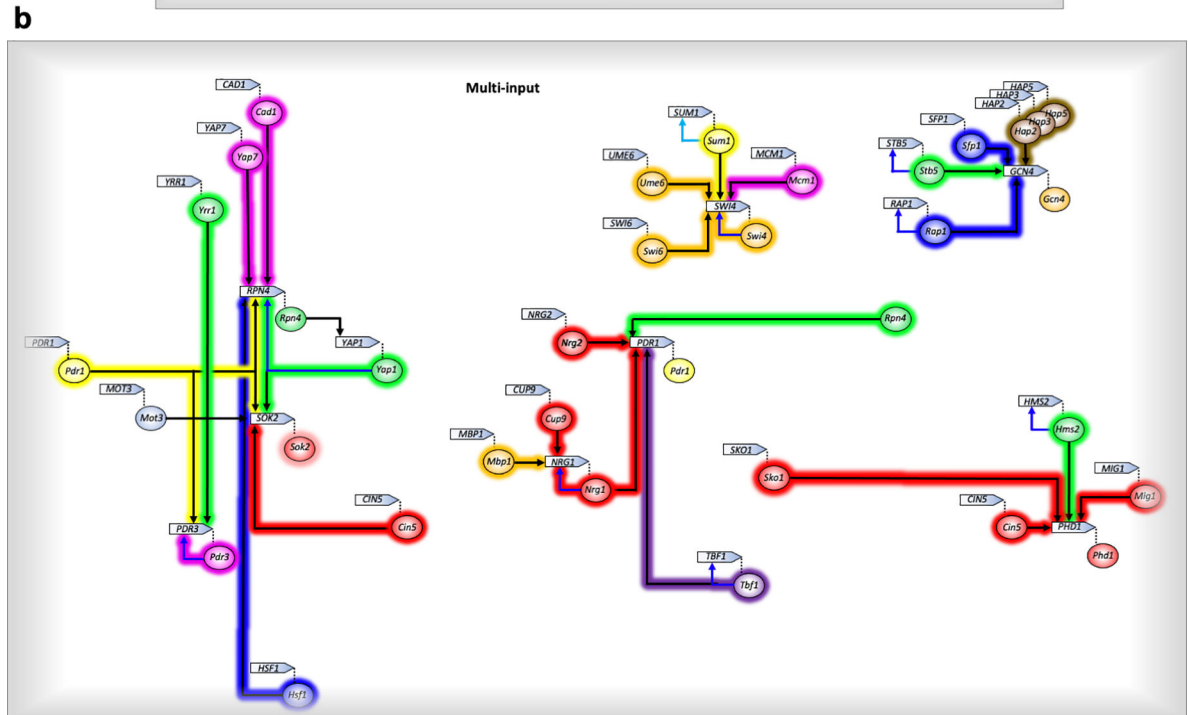 b
Multi-input
CAD1
Cad1
YAP7
Yap7
YRR1
Yrr1
RPN4
Rpn4
YAP1
Yap1
PDR1
Pdr1
MOT3
Mot3
SOK2
Sok2
CIN5
Cin5
PDR3
Pdr3
HSF1
Hsf1
SUM1
Sum1
UME6
Ume6
MCM1
Mcm1
SWI4
SWI6
Swi4
Swi6
HAP5
HAP3
HAP2
Hap5
Hap3
Hap2
SFP1
Sfp1
STB5
Stb5
GCN4
Gcn4
RAP1
Rap1
NRG2
Nrg2
PDR1
Pdr1
Rpn4
CUP9
Cup9
MBP1
Mbp1
NRG1
Nrg1
TBF1
Tbf1
HMS2
Hms2
SKO1
Sko1
MIG1
Mig1
CIN5
Cin5
PHD1
Phd1